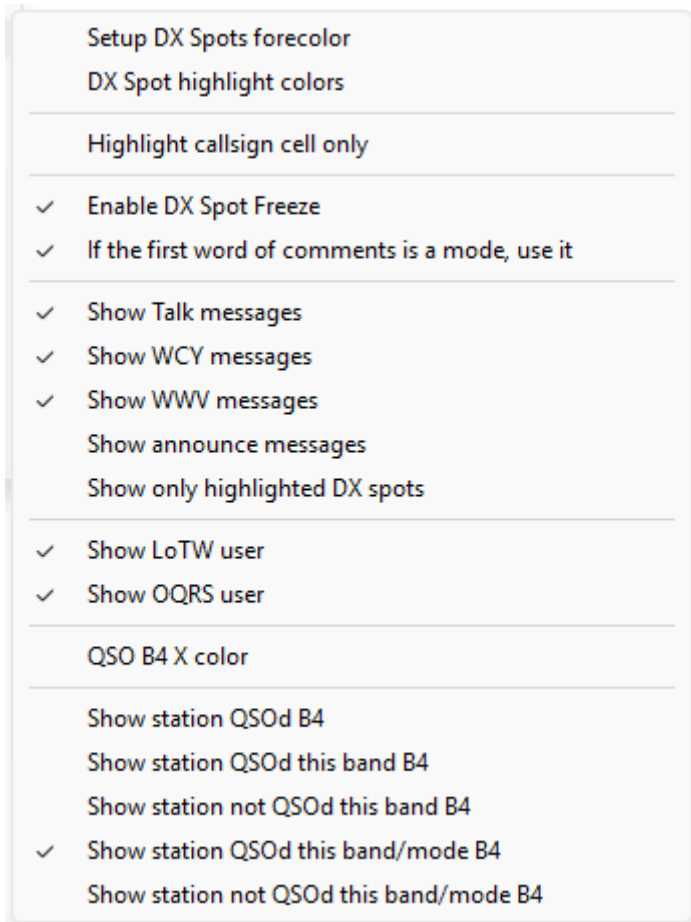 Setup DX Spots forecolor
DX Spot highlight colors
Highlight callsign cell only
Enable DX Spot Freeze
If the first word of comments is a mode, use it
Show Talk messages
Show WCY messages
Show WWV messages
Show announce messages
Show only highlighted DX spots
Show LoTW user
Show OQRS user
QSO B4 X color
Show station QSOd B4
Show station QSOd this band B4
Show station not QSOd this band B4
Show station QSOd this band/mode B4
Show station not QSOd this band/mode B4